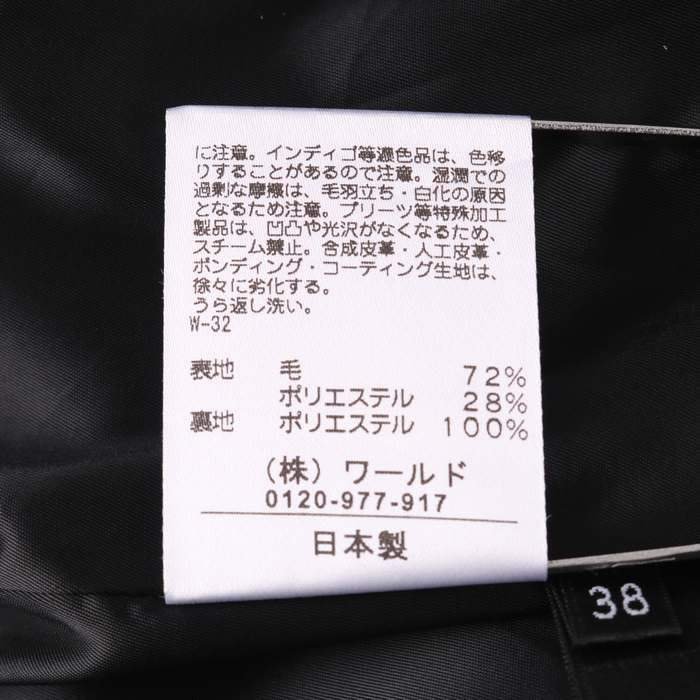 に注意。インディゴ等濃色品は、色移
りすることがあるので注意。湿潤での
過剰な摩擦は、毛羽立ち・白化の原因
となるため注意。プリーツ等特殊加工
製品は、凹凸や光沢がなくなるため、
スチーム禁止。合成皮革・人工皮革・
ボンディング・コーティング生地は、
徐々に劣化する。
うら返し洗い。
W-32
表地 毛 72%
ポリエステル 28%
裏地 ポリエステル 100%
(株) ワールド
0120-977-917
日本製
38